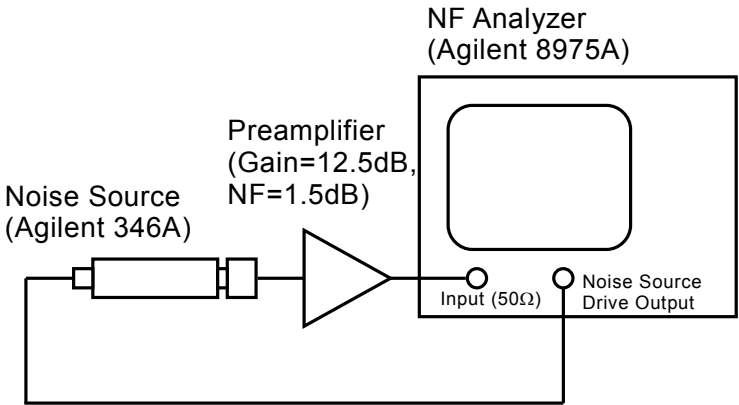 NF Analyzer
(Agilent 8975A)
Preamplifier
(Gain=12.5dB,
NF=1.5dB)
Noise Source
(Agilent 346A)
Input (50Ω)
Noise Source
Drive Output